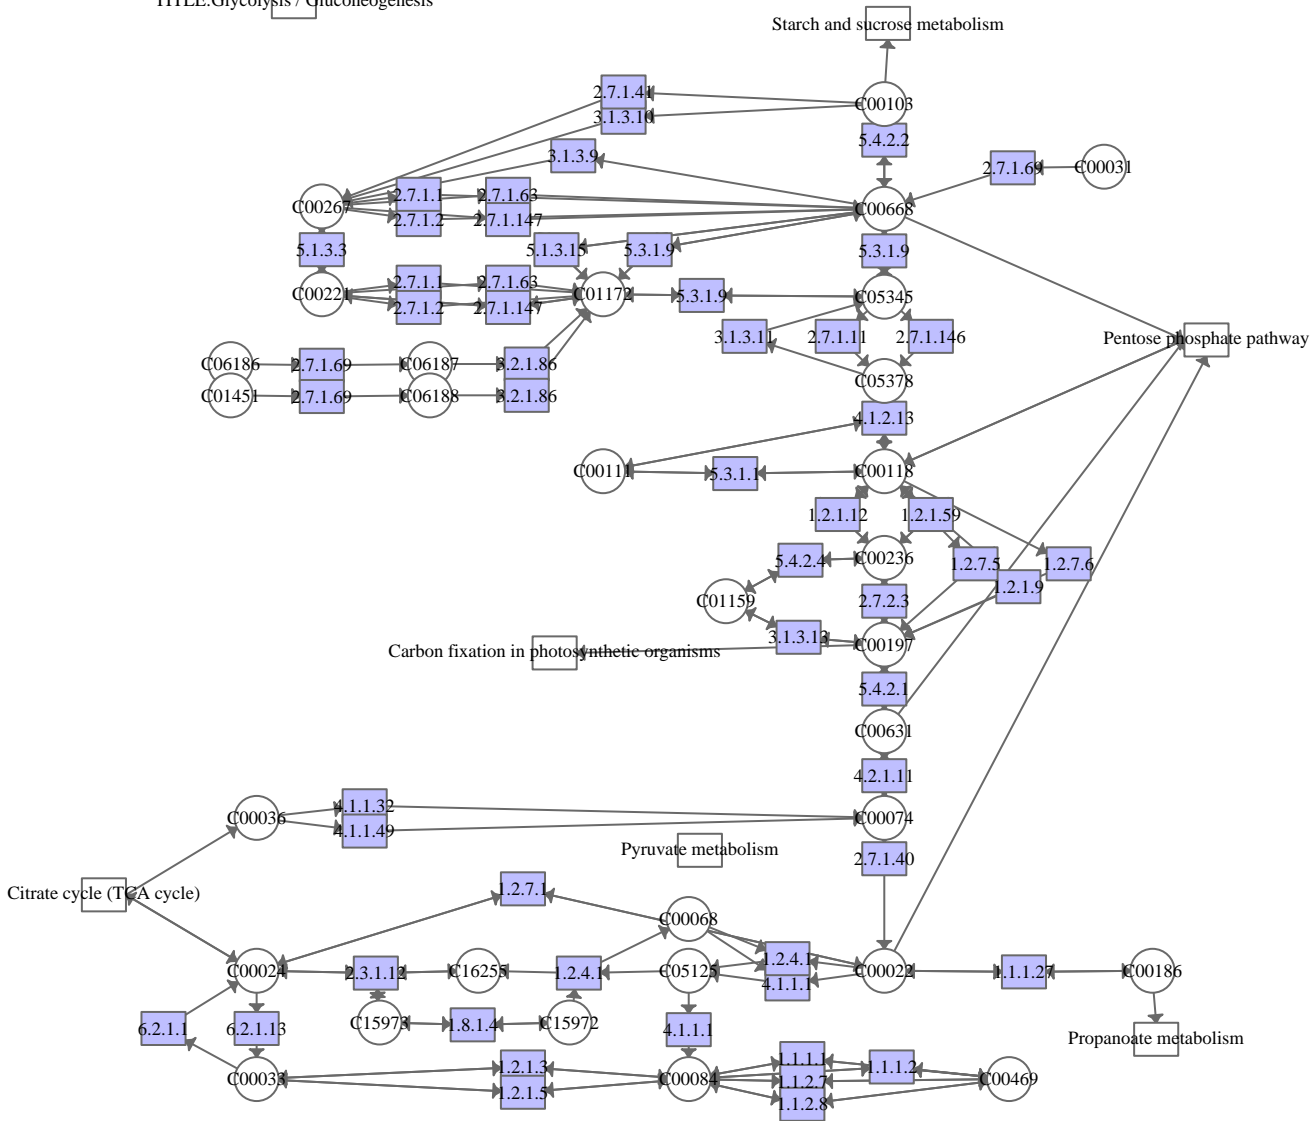 TITLE:Glycolysis / Gluconeogenesis
Starch and sucrose metabolism
2.7.1.41
C00103
3.1.3.10
5.4.2.2
3.1.3.9
2.7.1.69
C00031
2.7.1.1
2.7.1.63
C00267
C00668
2.7.1.2
2.7.1.147
5.1.3.3
5.1.3.15
5.3.1.9
5.3.1.9
2.7.1.1
2.7.1.63
C00221
C01172
5.3.1.9
C05345
2.7.1.2
2.7.1.147
3.1.3.11
2.7.1.11
2.7.1.146
Pentose phosphate pathway
C06186
2.7.1.69
C06187
3.2.1.86
C05378
C01451
2.7.1.69
C06188
3.2.1.86
4.1.2.13
C00111
5.3.1.1
C00118
1.2.1.12
1.2.1.59
5.4.2.4
C00236
1.2.7.5
1.2.7.6
1.2.1.9
C01159
2.7.2.3
3.1.3.13
C00197
Carbon fixation in photosynthetic organisms
5.4.2.1
C00631
4.2.1.11
4.1.1.32
C00036
C00074
4.1.1.49
Pyruvate metabolism
2.7.1.40
Citrate cycle (TCA cycle)
1.2.7.1
C00068
1.2.4.1
C00024
2.3.1.12
C16255
1.2.4.1
C05125
C00022
1.1.1.27
C00186
4.1.1.1
6.2.1.1
6.2.1.13
C15973
1.8.1.4
C15972
4.1.1.1
Propanoate metabolism
1.2.1.3
1.1.1.1
1.1.1.2
C00033
C00084
1.1.2.7
C00469
1.2.1.5
1.1.2.8